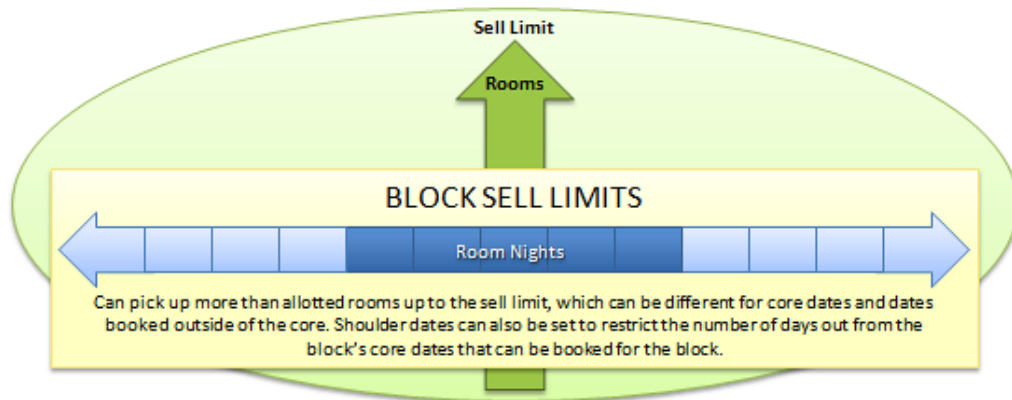 Sell Limit
Rooms
BLOCK SELL LIMITS
Room Nights
Can pick up more than allotted rooms up to the sell limit, which can be different for core dates and dates
booked outside of the core. Shoulder dates can also be set to restrict the number of days out from the
block's core dates that can be booked for the block.